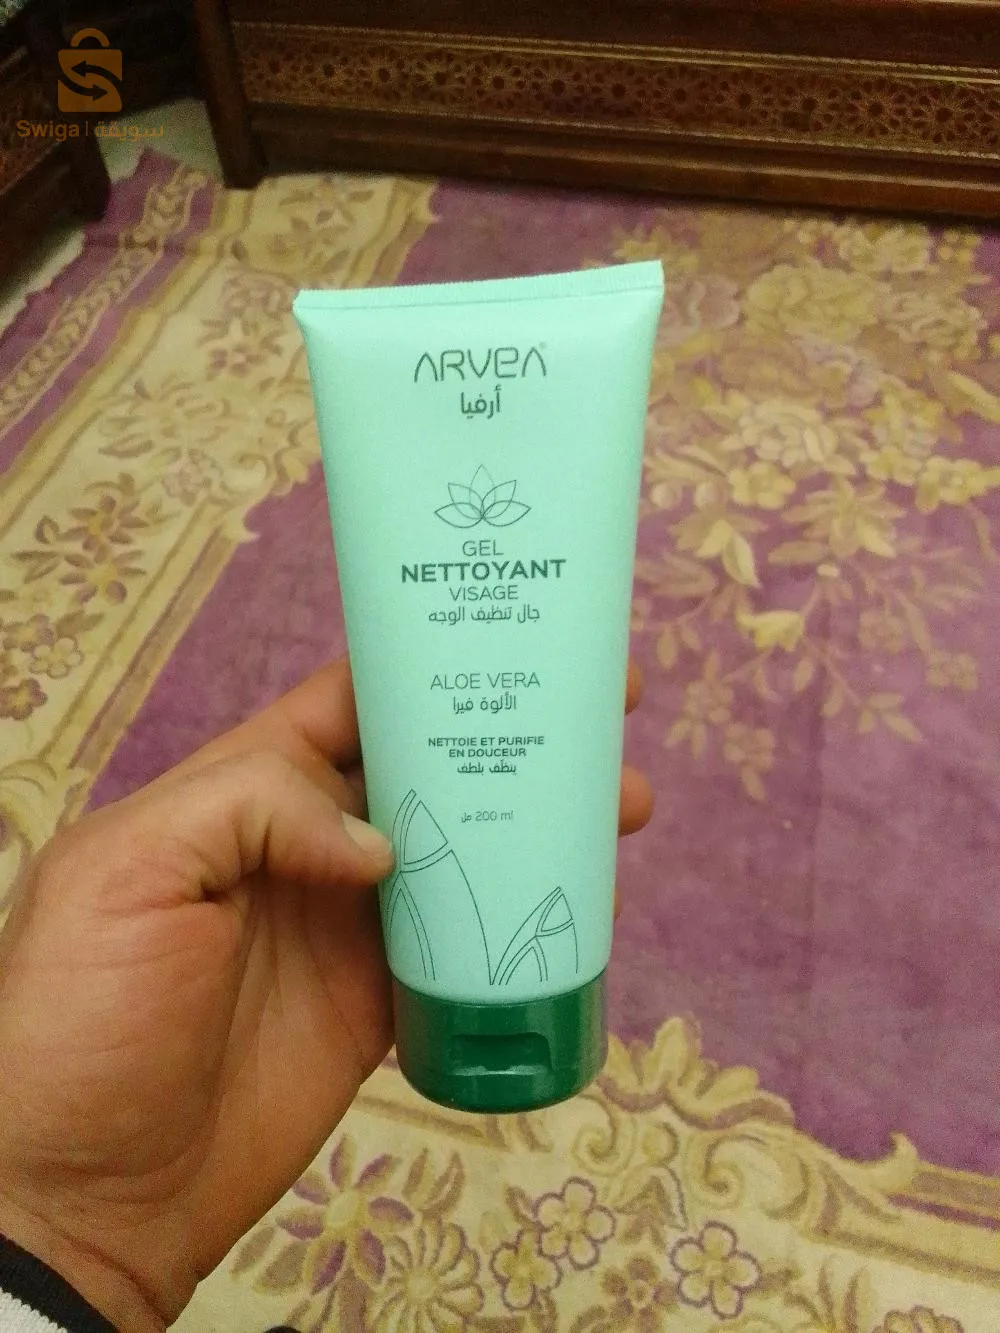 Swiga | سويقة
ARVEA
أرفيا
GEL
NETTOYANT
VISAGE
جال تنظيف الوجه
ALOE VERA
الألوة فيرا
NETTOIE ET PURIFIE
EN DOUCEUR
ينظّف بلطف
200 ml مل